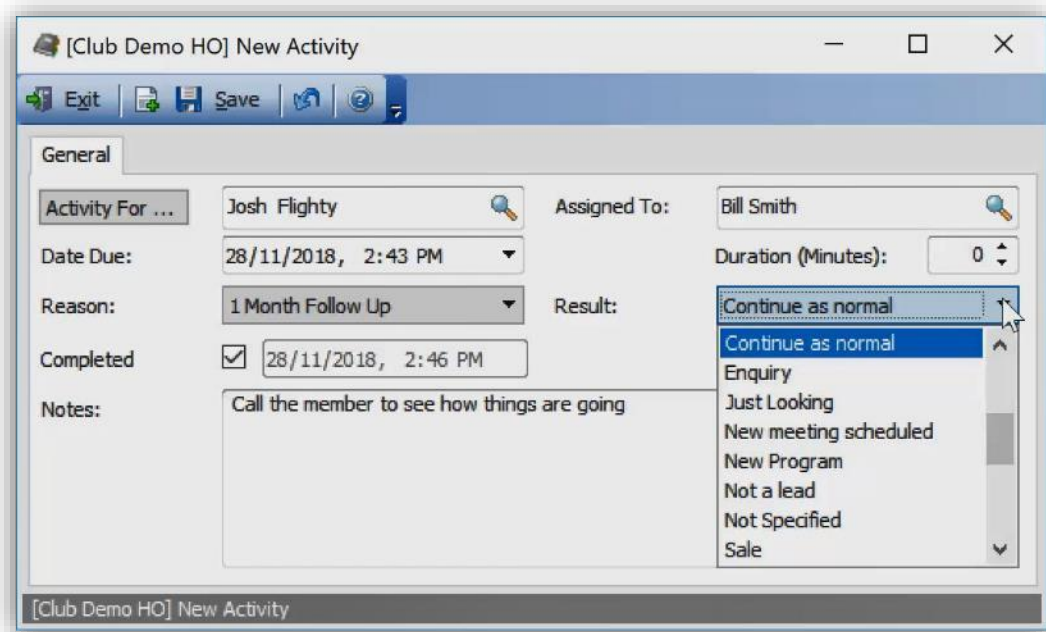 [Club Demo HO] New Activity
Exit Save
General
Activity For ... Josh Flighty Assigned To: Bill Smith
Date Due: 28/11/2018, 2:43 PM Duration (Minutes): 0
Reason: 1 Month Follow Up Result: Continue as normal
Completed 28/11/2018, 2:46 PM
Notes: Call the member to see how things are going
Continue as normal
Enquiry
Just Looking
New meeting scheduled
New Program
Not a lead
Not Specified
Sale
[Club Demo HO] New Activity